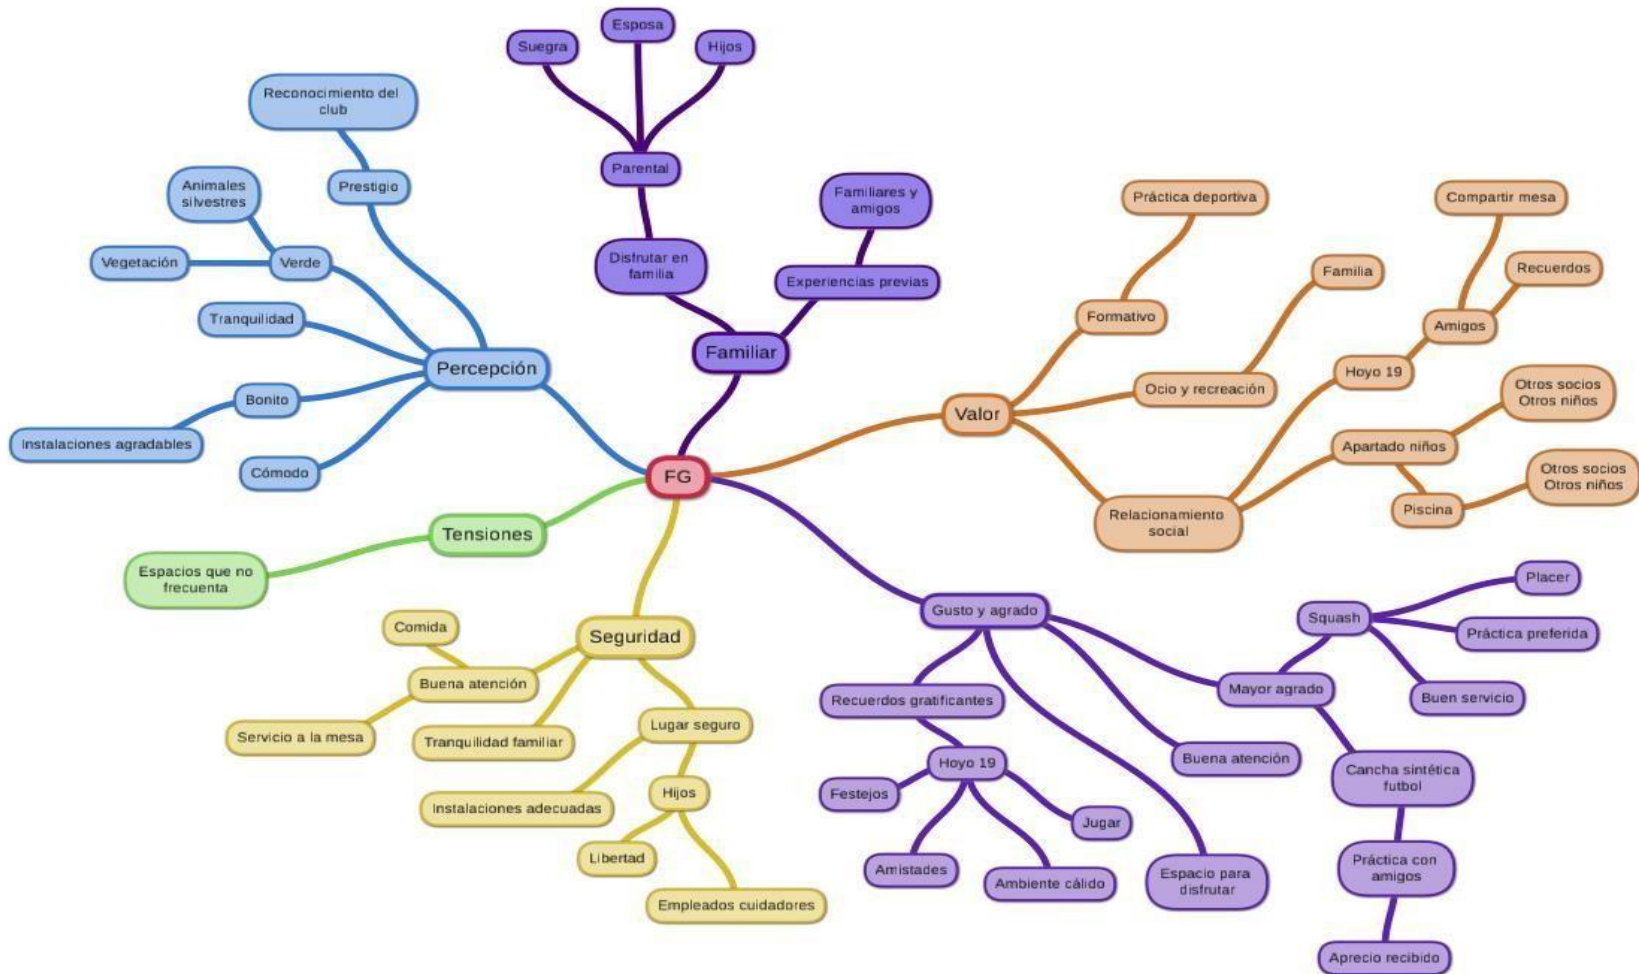 Esposa
Suegra
Hijos
Reconocimiento del
club
Parental
Prestigio
Animales
silvestres
Familiares y
amigos
Práctica deportiva
Compartir mesa
Vegetación
Verde
Disfrutar en
familia
Experiencias previas
Familia
Recuerdos
Tranquilidad
Formativo
Amigos
Familiar
Percepción
Hoyo 19
Ocio y recreación
Otros socios
Otros niños
Bonito
Valor
Instalaciones agradables
Apartado niños
Cómodo
FG
Otros socios
Otros niños
Piscina
Relacionamiento
social
Tensiones
Espacios que no
frecuenta
Placer
Gusto y agrado
Squash
Comida
Seguridad
Práctica preferida
Buena atención
Mayor agrado
Buen servicio
Recuerdos gratificantes
Lugar seguro
Servicio a la mesa
Tranquilidad familiar
Buena atención
Hoyo 19
Cancha sintética
futbol
Hijos
Festejos
Instalaciones adecuadas
Jugar
Libertad
Práctica con
amigos
Amistades
Ambiente cálido
Espacio para
disfrutar
Empleados cuidadores
Aprecio recibido